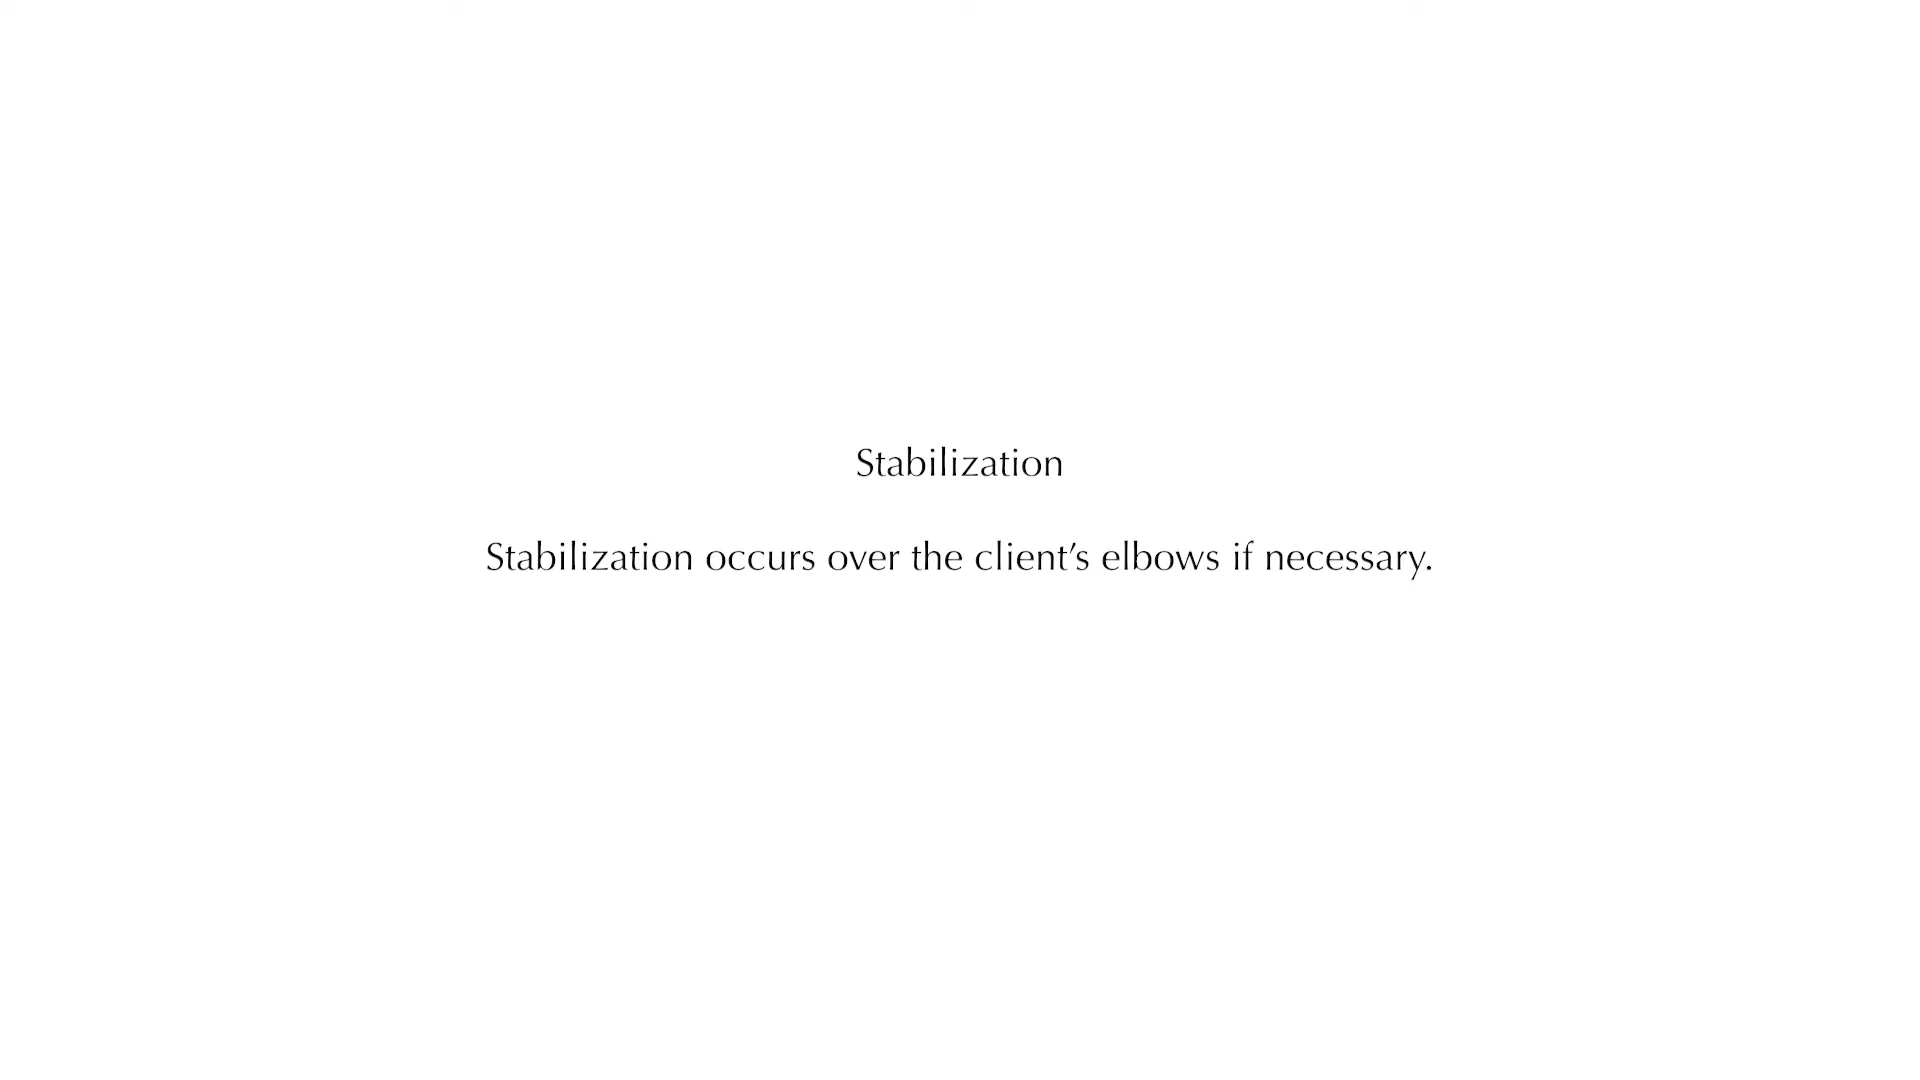 Stabilization
Stabilization occurs over the client’s elbows if necessary.